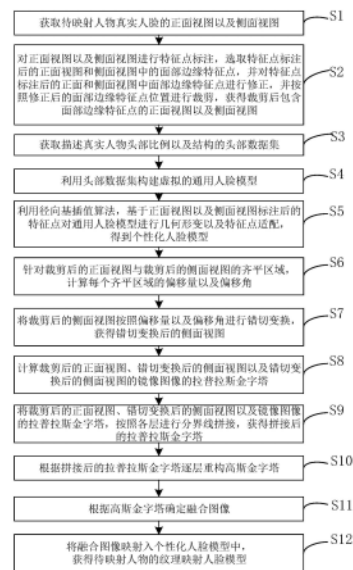 获取待映射人物真实人脸的正面视图以及侧面视图
S1
对正面视图以及侧面视图进行特征点标注，选取特征点标注
后的正面视图和侧面视图中的面部边缘特征点，并对特征点
标注后的正面和侧面视图中面部边缘特征点进行修正，并按
照修正后的面部边缘特征点位置进行裁剪，获得裁剪后包含
面部边缘特征点的正面视图以及侧面视图
S2
获取描述真实人物头部比例以及结构的头部数据集
S3
利用头部数据集构建虚拟的通用人脸模型
S4
利用径向基插值算法，基于正面视图以及侧面视图标注后的
特征点对通用人脸模型进行几何形变以及特征点适配，
得到个性化人脸模型
S5
针对裁剪后的正面视图与裁剪后的侧面视图的齐平区域，
计算每个齐平区域的偏移量以及偏移角
S6
将裁剪后的侧面视图按照偏移量以及偏移角进行错切变换，
获得错切变换后的侧面视图
S7
计算裁剪后的正面视图、错切变换后的侧面视图以及错切变
换后的侧面视图的镜像图像的拉普拉斯金字塔
S8
将裁剪后的正面视图、错切变换后的侧面视图以及镜像图像
的拉普拉斯金字塔，按照各层进行分界线拼接，获得拼接后
的拉普拉斯金字塔
S9
根据拼接后的拉普拉斯金字塔逐层重构高斯金字塔
S10
根据高斯金字塔确定融合图像
S11
将融合图像映射入个性化人脸模型中，
获得待映射人物的纹理映射人脸模型
S12